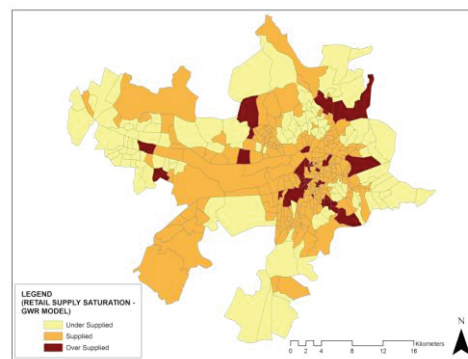 LEGEND
(RETAIL SUPPLY SATURATION -
GWR MODEL)
Under Supplied
Supplied
Over Supplied
N
Kilometers
0 2 4 8 12 16